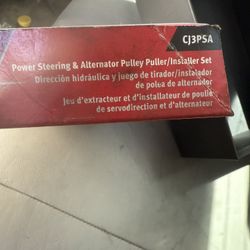 CJ3PSA
Power Steering & Alternator Pulley Puller/Installer Set
Dirección hidráulica y juego de tirador/instalador
de polea de alternador
Jeu d'extracteur et d'installateur de poulie
de servodirection et d'alternateur